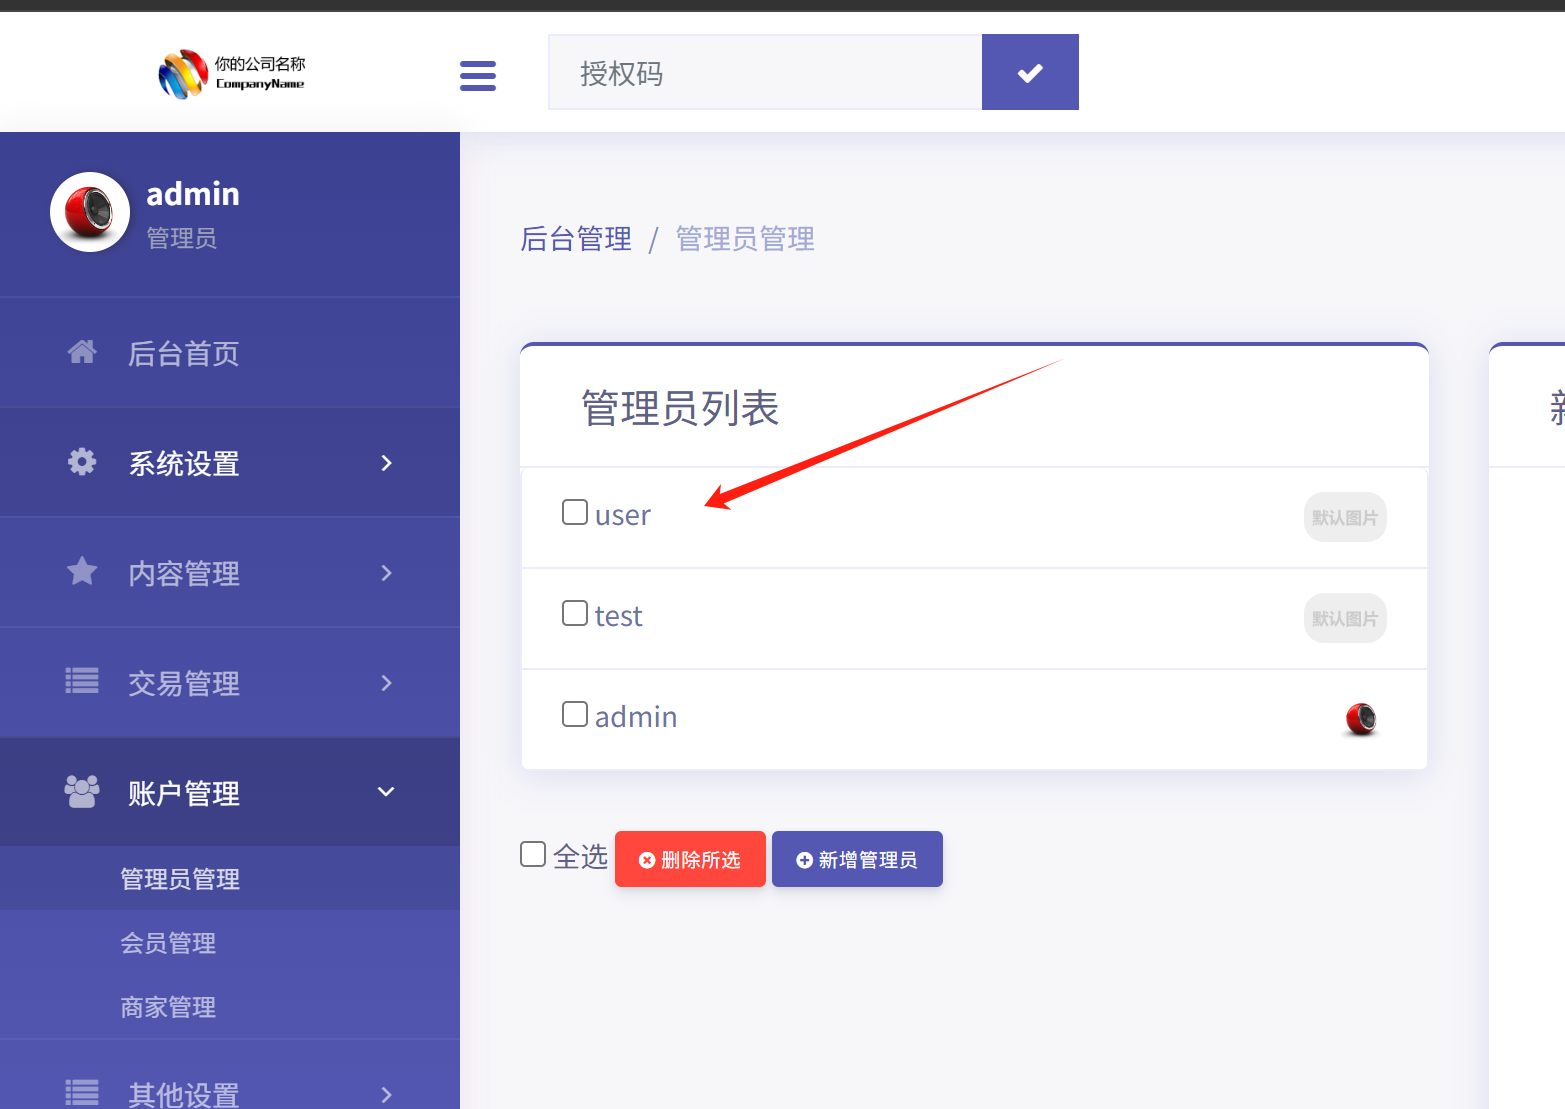 你的公司名称
CompanyName
授权码
admin
管理员
后台首页
系统设置
内容管理
交易管理
账户管理
管理员管理
会员管理
商家管理
其他设置
后台管理 / 管理员管理
管理员列表
user
默认图片
test
默认图片
admin
全选 删除所选 新增管理员